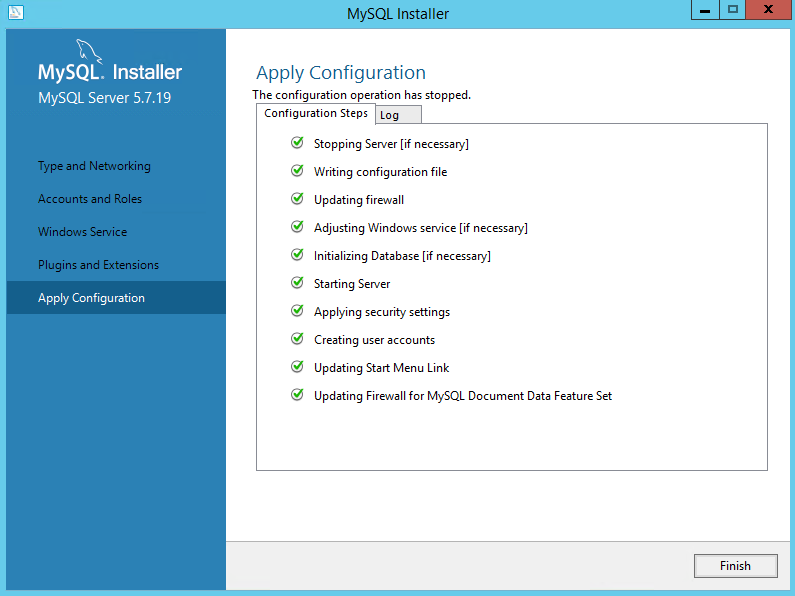 MySQL Installer
MySQL. Installer
MySQL Server 5.7.19
Type and Networking
Accounts and Roles
Windows Service
Plugins and Extensions
Apply Configuration
Apply Configuration
The configuration operation has stopped.
Configuration Steps
Log
Stopping Server [if necessary]
Writing configuration file
Updating firewall
Adjusting Windows service [if necessary]
Initializing Database [if necessary]
Starting Server
Applying security settings
Creating user accounts
Updating Start Menu Link
Updating Firewall for MySQL Document Data Feature Set
Finish